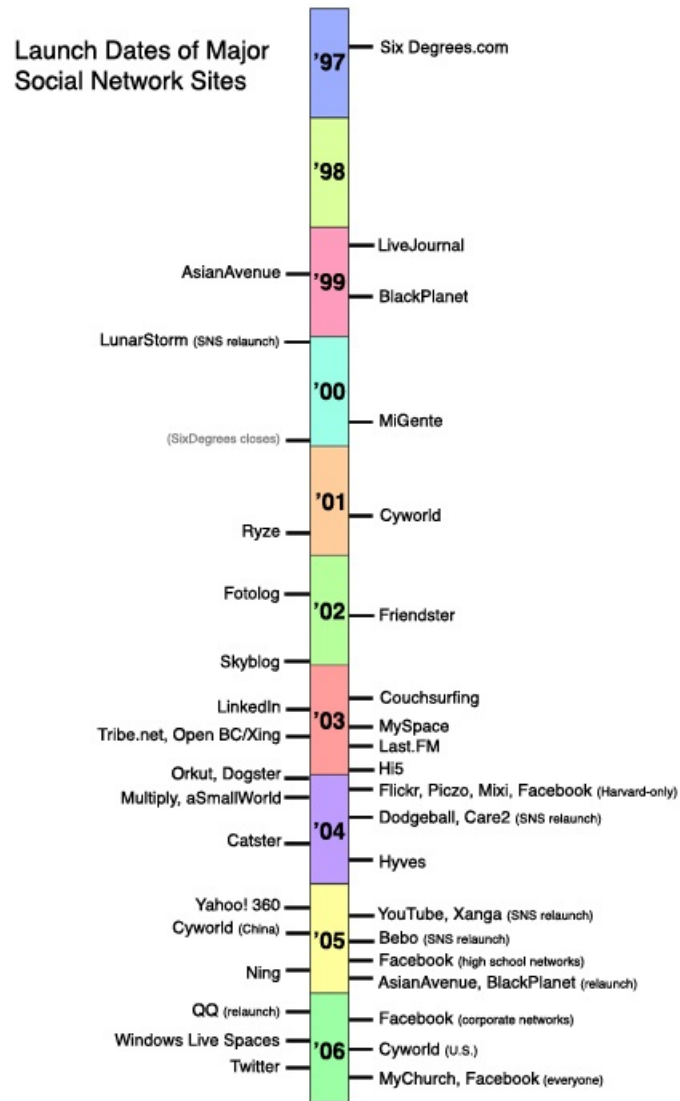 Launch Dates of Major
Social Network Sites
'97
Six Degrees.com
'98
LiveJournal
AsianAvenue
'99
BlackPlanet
LunarStorm (SNS relaunch)
'00
MiGente
(SixDegrees closes)
'01
Cyworld
Ryze
Fotolog
'02
Friendster
Skyblog
Couchsurfing
LinkedIn
'03
MySpace
Tribe.net, Open BC/Xing
Last.FM
Hi5
Orkut, Dogster
Flickr, Piczo, Mixi, Facebook (Harvard-only)
Multiply, aSmallWorld
Dodgeball, Care2 (SNS relaunch)
'04
Catster
Hyves
Yahoo! 360
YouTube, Xanga (SNS relaunch)
Cyworld (China)
Bebo (SNS relaunch)
'05
Facebook (high school networks)
Ning
AsianAvenue, BlackPlanet (relaunch)
QQ (relaunch)
Facebook (corporate networks)
Windows Live Spaces
'06
Cyworld (U.S.)
Twitter
MyChurch, Facebook (everyone)